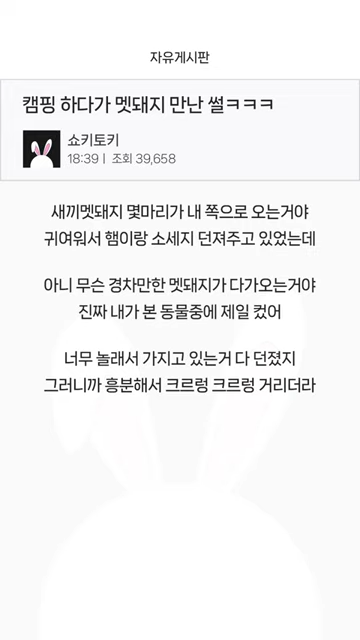 자유게시판
캠핑 하다가 멧돼지 만난 썰ㅋㅋㅋ
쇼키토키
18:39 | 조회 39,658
새끼멧돼지 몇마리가 내 쪽으로 오는거야
귀여워서 햄이랑 소세지 던져주고 있었는데
아니 무슨 경차만한 멧돼지가 다가오는거야
진짜 내가 본 동물중에 제일 컸어
너무 놀래서 가지고 있는거 다 던졌지
그러니까 흥분해서 크르렁 크르렁 거리더라